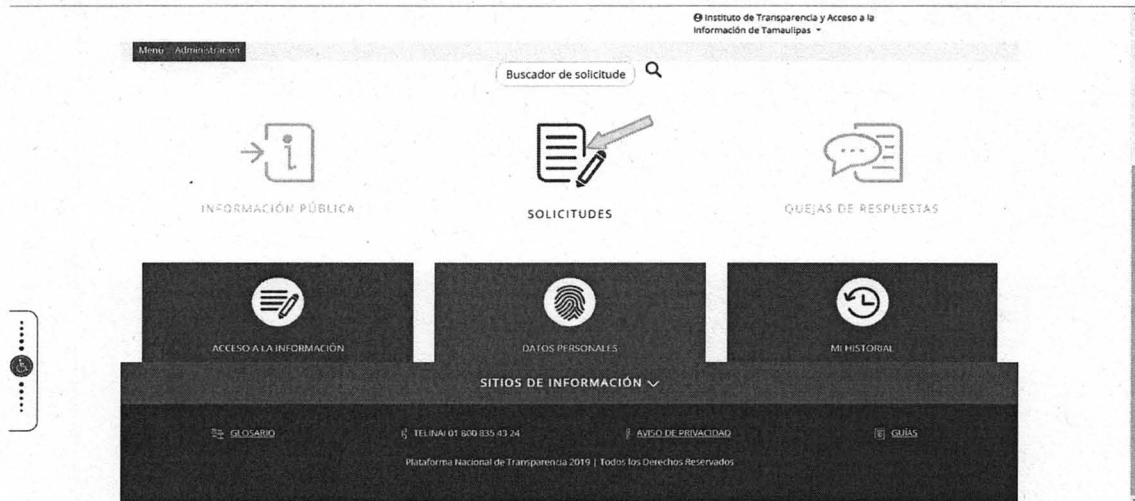 Instituto de Transparencia y Acceso a la
Información de Tamaulipas
Menú Administración
Buscador de solicitude
INFORMACIÓN PÚBLICA
SOLICITUDES
QUEJAS DE RESPUESTAS
ACCESO A LA INFORMACIÓN
DATOS PERSONALES
MI HISTORIAL
SITIOS DE INFORMACIÓN
GLOSARIO
TELINAI 01 800 835 43 24
AVISO DE PRIVACIDAD
GUÍAS
Plataforma Nacional de Transparencia 2019 | Todos los Derechos Reservados